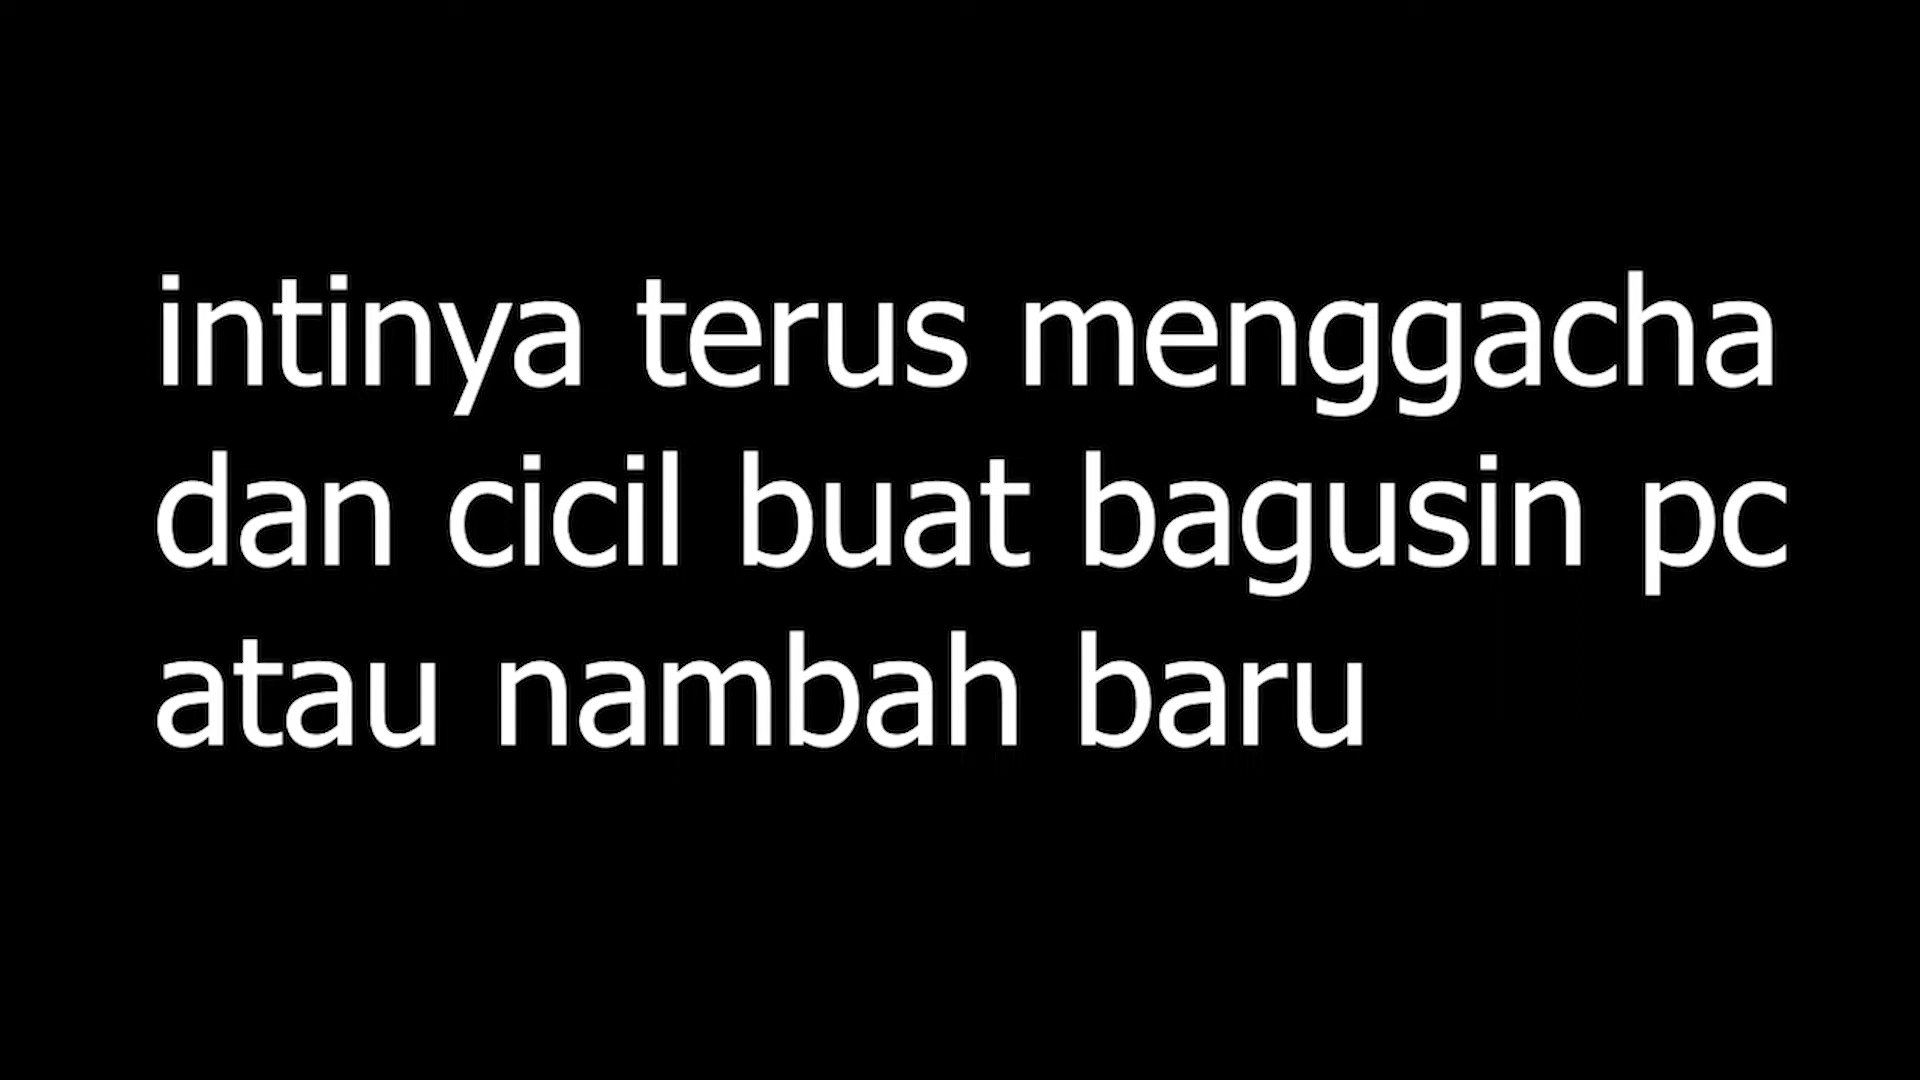 intinya terus menggacha
dan cicil buat bagusin pc
atau nambah baru